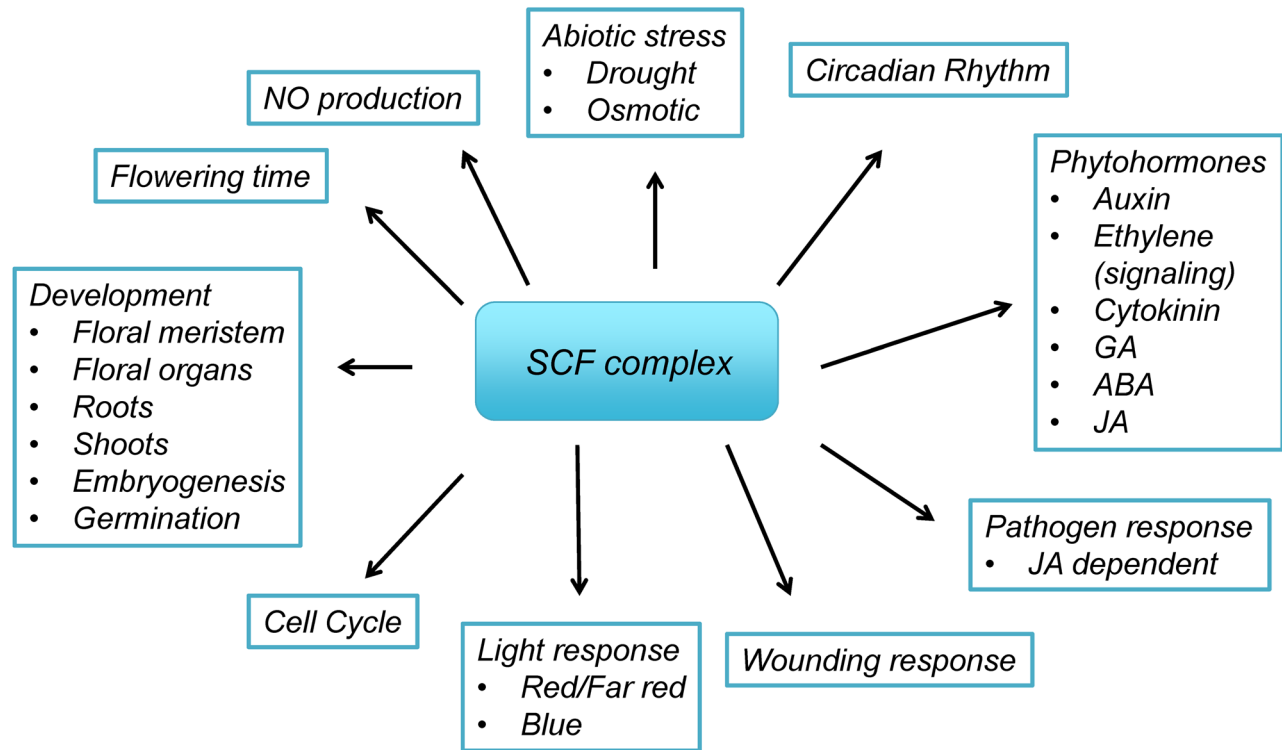 Abiotic stress
• Drought
• Osmotic
Circadian Rhythm
NO production
Flowering time
Phytohormones
• Auxin
• Ethylene
(signaling)
• Cytokinin
• GA
• ABA
• JA
Development
• Floral meristem
• Floral organs
• Roots
• Shoots
• Embryogenesis
• Germination
SCF complex
Pathogen response
• JA dependent
Cell Cycle
Light response
• Red/Far red
• Blue
Wounding response